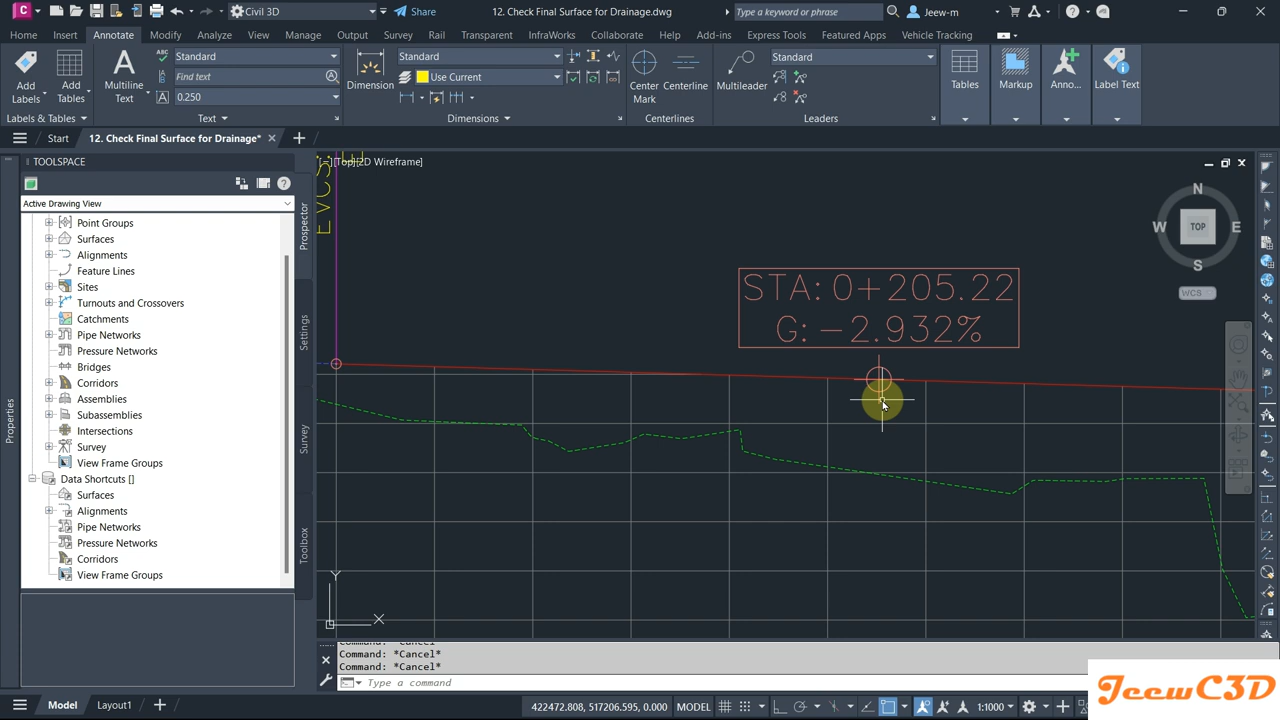 Civil 3D
Share
12. Check Final Surface for Drainage.dwg
Type a keyword or phrase
Jeew-m
Home
Insert
Annotate
Modify
Analyze
View
Manage
Output
Survey
Rail
Transparent
InfraWorks
Collaborate
Help
Add-ins
Express Tools
Featured Apps
Vehicle Tracking
Add Labels
Add Tables
Labels & Tables
Multiline Text
Standard
Find text
0.250
Text
Dimension
Standard
Use Current
Dimensions
Center Mark
Centerline
Centerlines
Multileader
Standard
Leaders
Tables
Markup
Anno...
Label Text
Start
12. Check Final Surface for Drainage*
TOOLSPACE
Active Drawing View
Point Groups
Surfaces
Alignments
Feature Lines
Sites
Turnouts and Crossovers
Catchments
Pipe Networks
Pressure Networks
Bridges
Corridors
Assemblies
Subassemblies
Intersections
Survey
View Frame Groups
Data Shortcuts []
Surfaces
Alignments
Pipe Networks
Pressure Networks
Corridors
View Frame Groups
Prospector
Settings
Survey
Toolbox
Properties
[−][Top][2D Wireframe]
EVCS:
STA: 0+205.22
G: −2.932%
N
W
TOP
E
S
WCS
Y
X
Command: *Cancel*
Command: *Cancel*
Command: *Cancel*
Type a command
Model
Layout1
422472.808, 517206.595, 0.000
MODEL
1:1000
JeewC3D